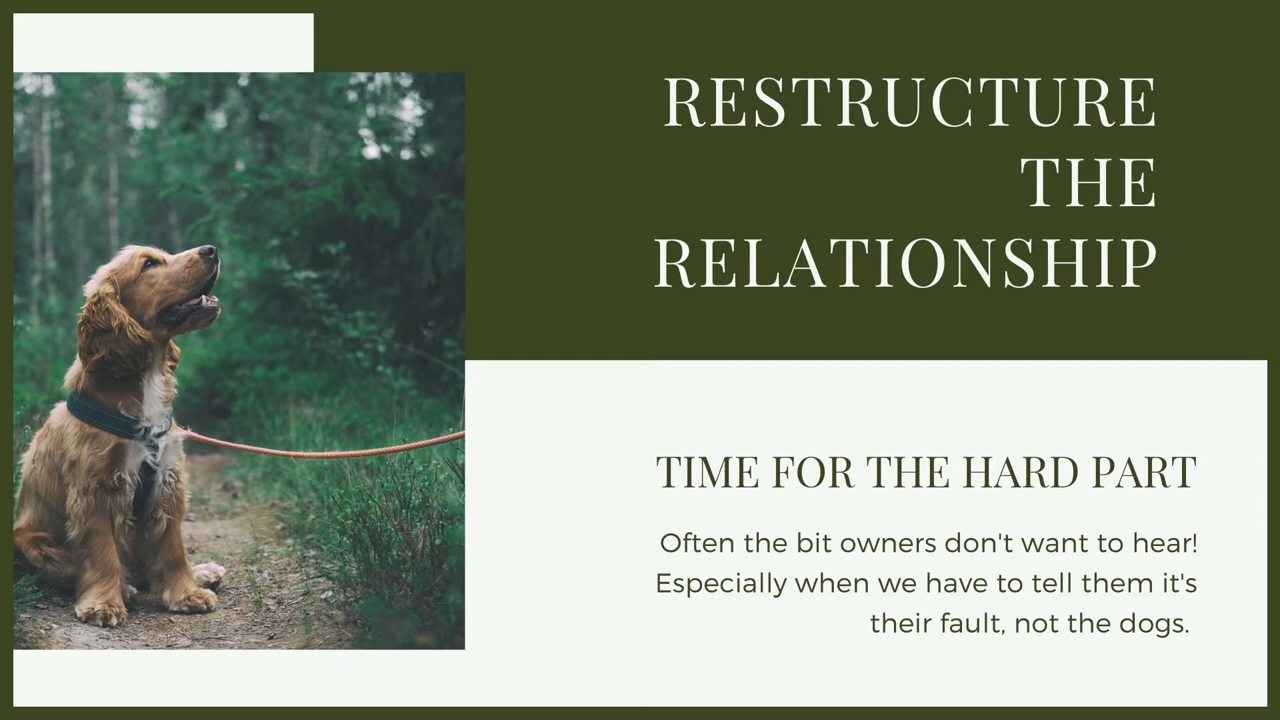 RESTRUCTURE
THE
RELATIONSHIP
TIME FOR THE HARD PART
Often the bit owners don't want to hear!
Especially when we have to tell them it's
their fault, not the dogs.